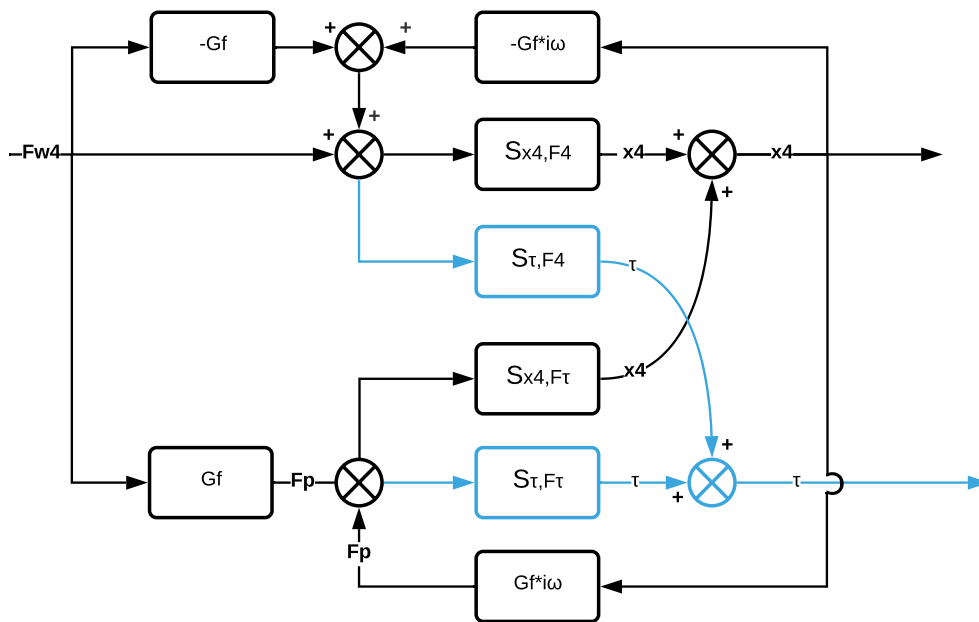 -Gf
+
+
-Gf*iω
+
+
Fw4
Sx4,F4
x4
+
x4
+
Sτ,F4
τ
Sx4,Fτ
x4
+
Gf
Fp
Sτ,Fτ
τ
+
τ
Fp
Gf*iω